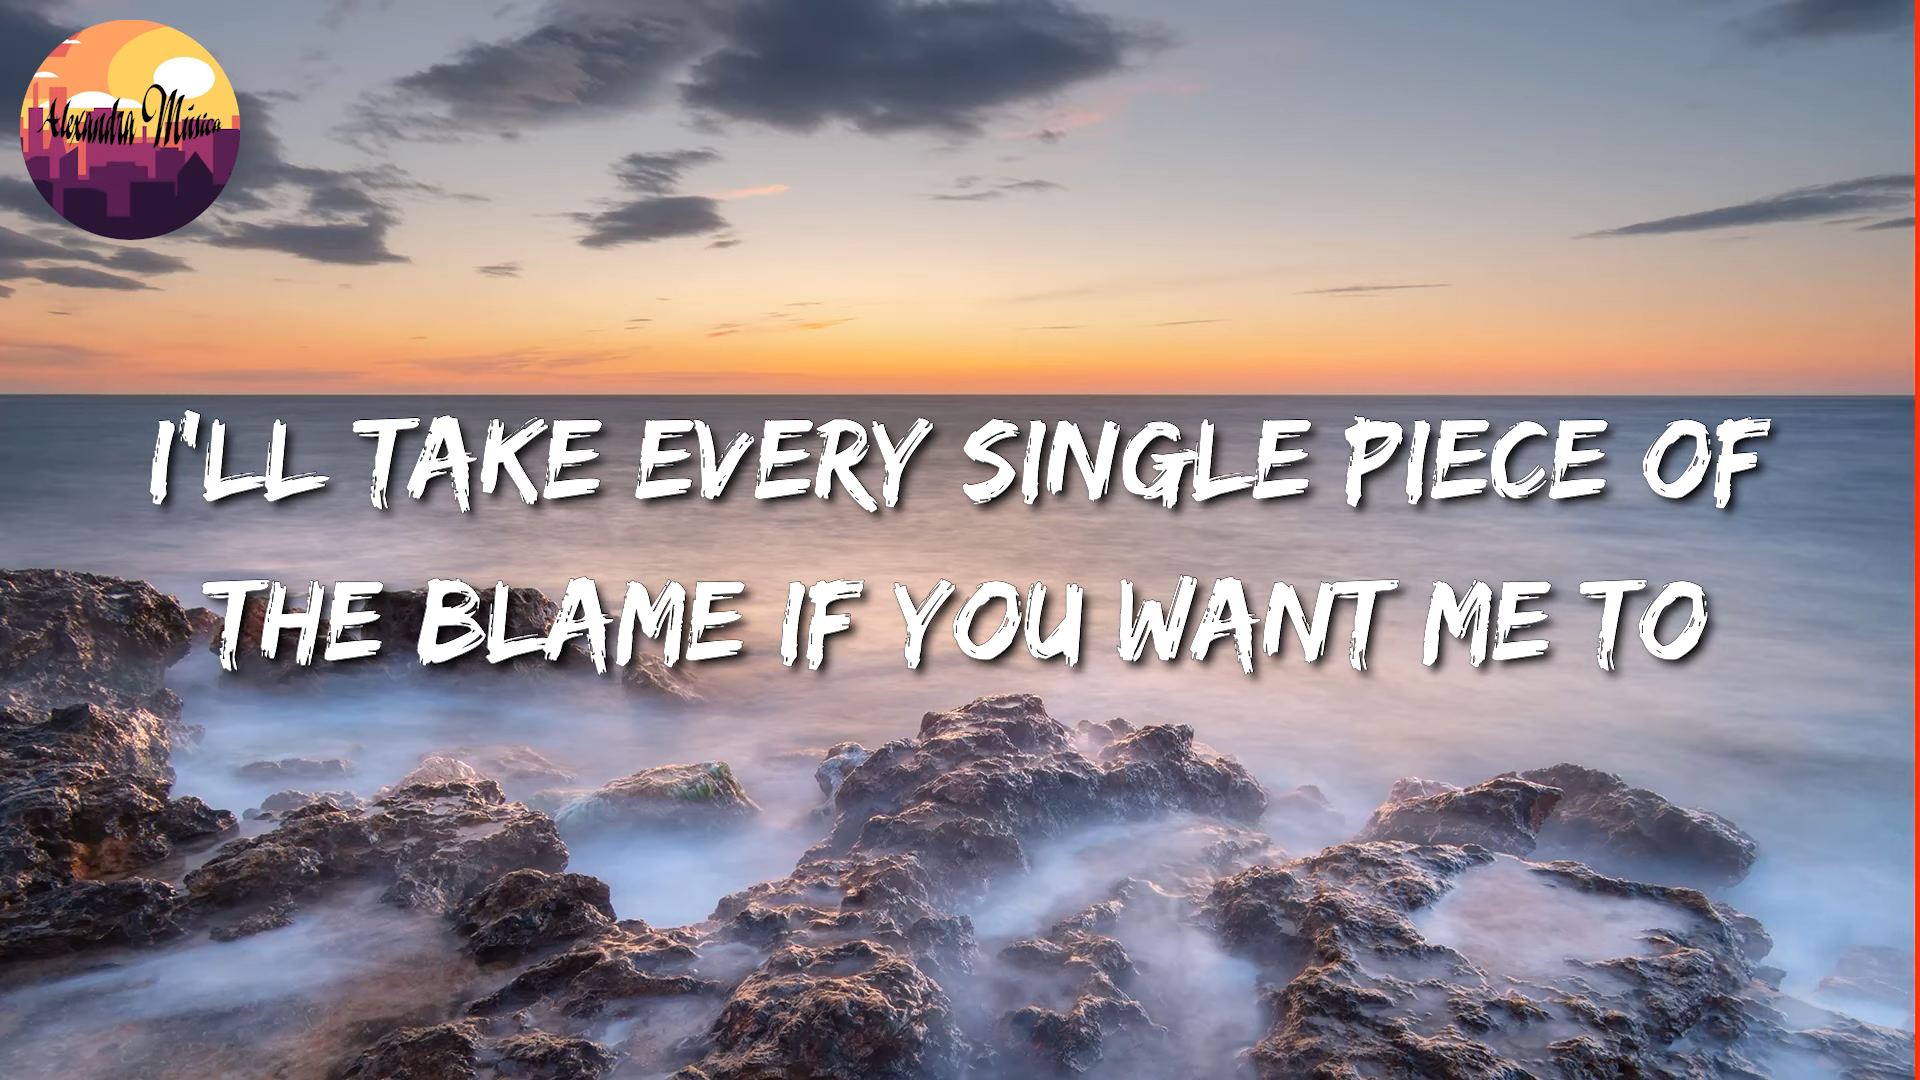 Alexandra Música
I'LL TAKE EVERY SINGLE PIECE OF
THE BLAME IF YOU WANT ME TO